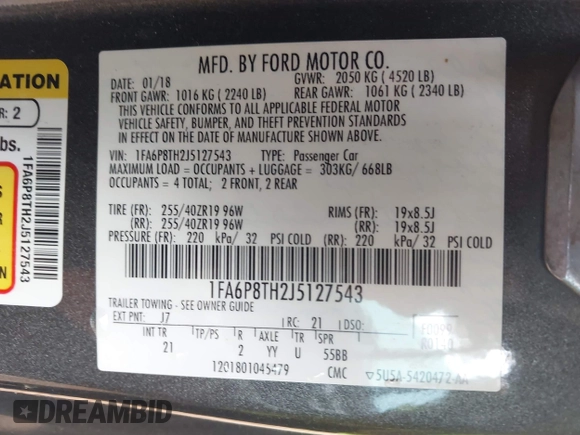 MFD. BY FORD MOTOR CO.
DATE: 01/18 GVWR: 2050 KG ( 4520 LB)
FRONT GAWR: 1016 KG ( 2240 LB) REAR GAWR: 1061 KG ( 2340 LB)
THIS VEHICLE CONFORMS TO ALL APPLICABLE FEDERAL MOTOR
VEHICLE SAFETY, BUMPER, AND THEFT PREVENTION STANDARDS
IN EFFECT ON THE DATE OF MANUFACTURE SHOWN ABOVE.
VIN: 1FA6P8TH2J5127543 TYPE: Passenger Car
MAXIMUM LOAD = OCCUPANTS + LUGGAGE = 303KG/ 668LB
OCCUPANTS = 4 TOTAL; 2 FRONT, 2 REAR
TIRE (FR): 255/40ZR19 96W RIMS (FR): 19x8.5J
(RR): 255/40ZR19 96W (RR): 19x8.5J
PRESSURE (FR): 220 kPa/ 32 PSI COLD (RR): 220 kPa/ 32 PSI COLD
1FA6P8TH2J5127543
TRAILER TOWING - SEE OWNER GUIDE
EXT PNT: J7 RC: 21 DSO:
INT TR TP/PS R AXLE TR SPR
21 2 YY U 55BB
1201801045479 CMC 5USA-5420472-AA
ATION
R: 2
bs.
1FA6P8TH2J5127543
S
R
N
DREAMBID